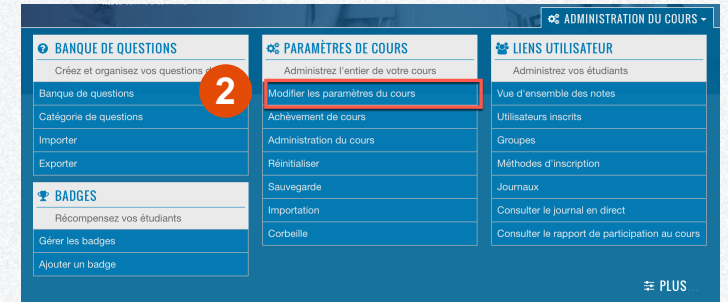 ADMINISTRATION DU COURS
BANQUE DE QUESTIONS
Créez et organisez vos questions
Banque de questions
Catégorie de questions
Importer
Exporter
BADGES
Récompensez vos étudiants
Gérer les badges
Ajouter un badge
2
PARAMÈTRES DE COURS
Administrez l'entier de votre cours
Modifier les paramètres du cours
Achèvement de cours
Administration du cours
Réinitialiser
Sauvegarde
Importation
Corbeille
LIENS UTILISATEUR
Administrez vos étudiants
Vue d'ensemble des notes
Utilisateurs inscrits
Groupes
Méthodes d'inscription
Journaux
Consulter le journal en direct
Consulter le rapport de participation au cours
PLUS...